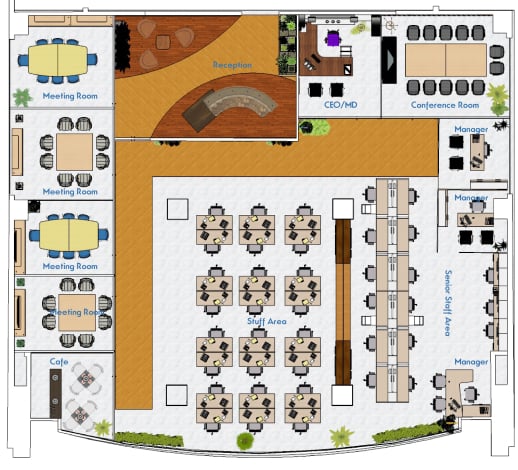 Reception
Meeting Room
CEO/MD
Conference Room
Manager
Meeting Room
Manager
Meeting Room
Senior Staff Area
Meeting Room
Stuff Area
Cafe
Manager